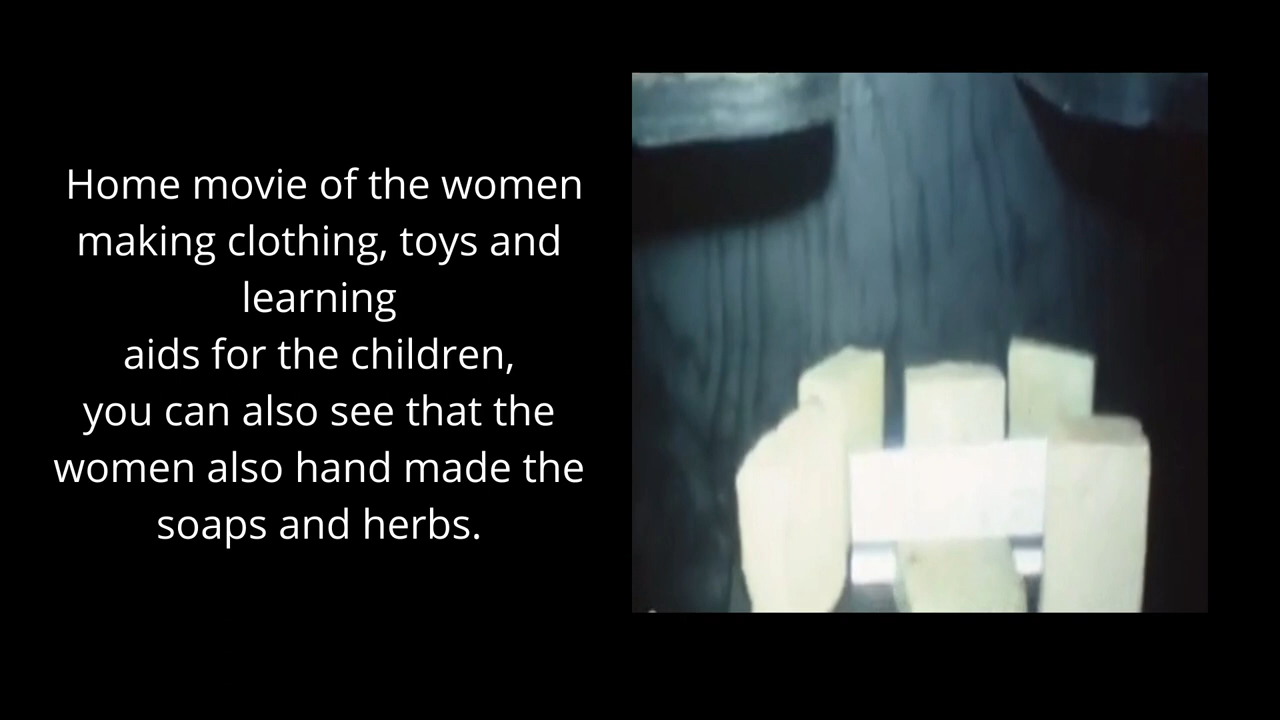 Home movie of the women
making clothing, toys and
learning
aids for the children,
you can also see that the
women also hand made the
soaps and herbs.